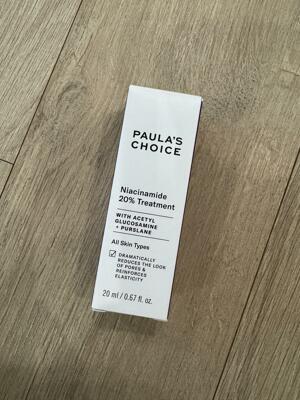 PAULA'S
CHOICE
Niacinamide
20% Treatment
WITH ACETYL
GLUCOSAMINE
+ PURSLANE
All Skin Types
DRAMATICALLY
REDUCES THE LOOK
OF PORES &
REINFORCES
ELASTICITY
20 ml / 0.67 fl. oz.